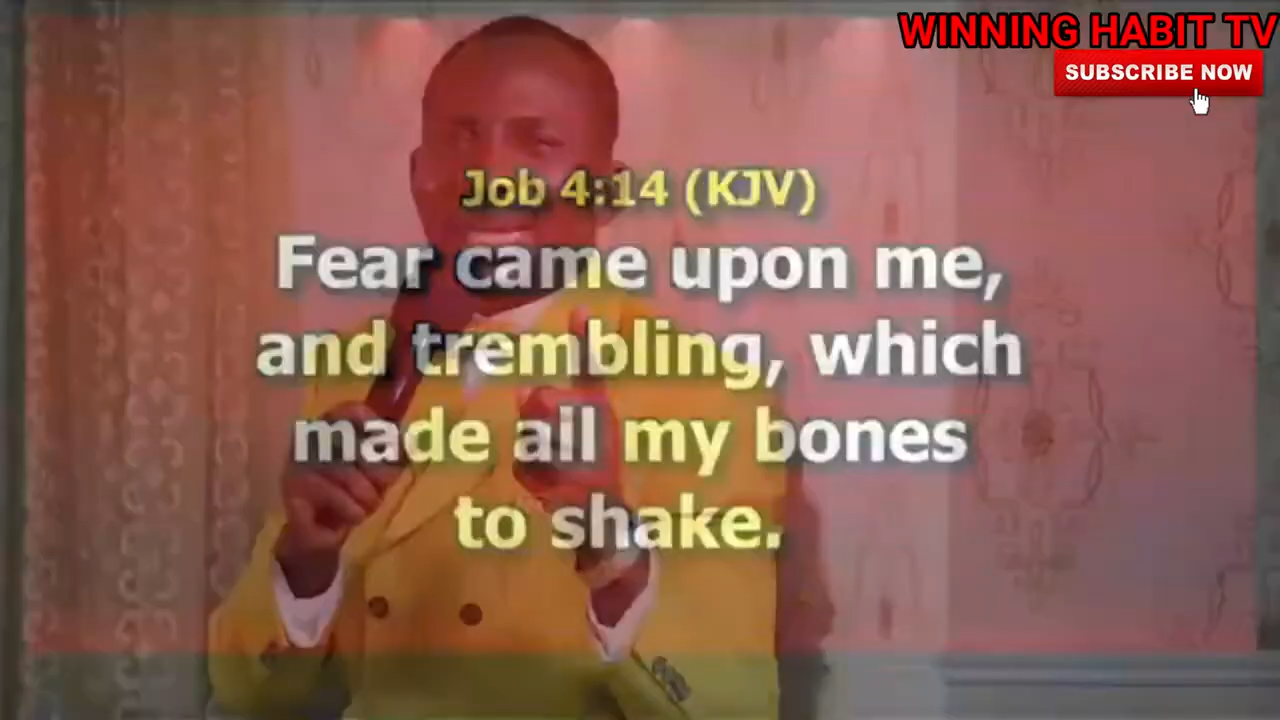 WINNING HABIT TV
SUBSCRIBE NOW
Job 4:14 (KJV)
Fear came upon me,
and trembling, which
made all my bones
to shake.